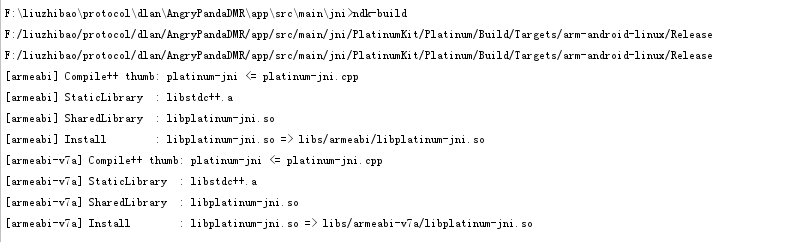 F:\liuzhibao\protocol\dlan\AngryPandaDMR\app\src\main\jni>ndk-build
F:/liuzhibao/protocol/dlan/AngryPandaDMR/app/src/main/jni/PlatinumKit/Platinum/Build/Targets/arm-android-linux/Release
F:/liuzhibao/protocol/dlan/AngryPandaDMR/app/src/main/jni/PlatinumKit/Platinum/Build/Targets/arm-android-linux/Release
[armeabi] Compile++ thumb: platinum-jni <= platinum-jni.cpp
[armeabi] StaticLibrary  : libstdc++.a
[armeabi] SharedLibrary  : libplatinum-jni.so
[armeabi] Install        : libplatinum-jni.so => libs/armeabi/libplatinum-jni.so
[armeabi-v7a] Compile++ thumb: platinum-jni <= platinum-jni.cpp
[armeabi-v7a] StaticLibrary  : libstdc++.a
[armeabi-v7a] SharedLibrary  : libplatinum-jni.so
[armeabi-v7a] Install        : libplatinum-jni.so => libs/armeabi-v7a/libplatinum-jni.so